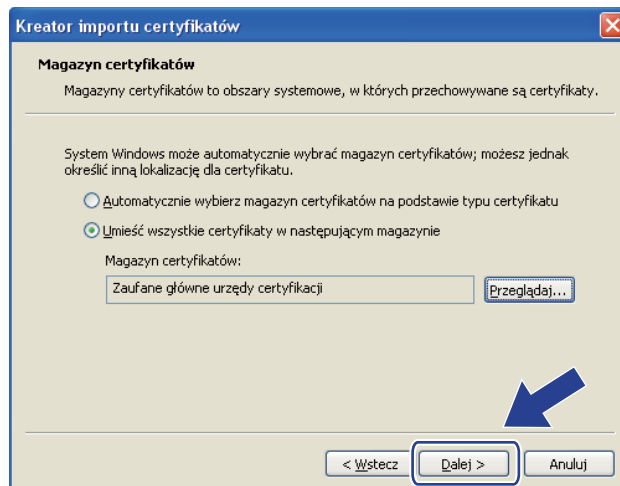 Kreator importu certyfikatów
Magazyn certyfikatów
Magazyny certyfikatów to obszary systemowe, w których przechowywane są certyfikaty.
System Windows może automatycznie wybrać magazyn certyfikatów; możesz jednak
określić inną lokalizację dla certyfikatu.
Automatycznie wybierz magazyn certyfikatów na podstawie typu certyfikatu
Umieść wszystkie certyfikaty w następującym magazynie
Magazyn certyfikatów:
Zaufane główne urzędy certyfikacji
Przeglądaj...
< Wstecz
Dalej >
Anuluj